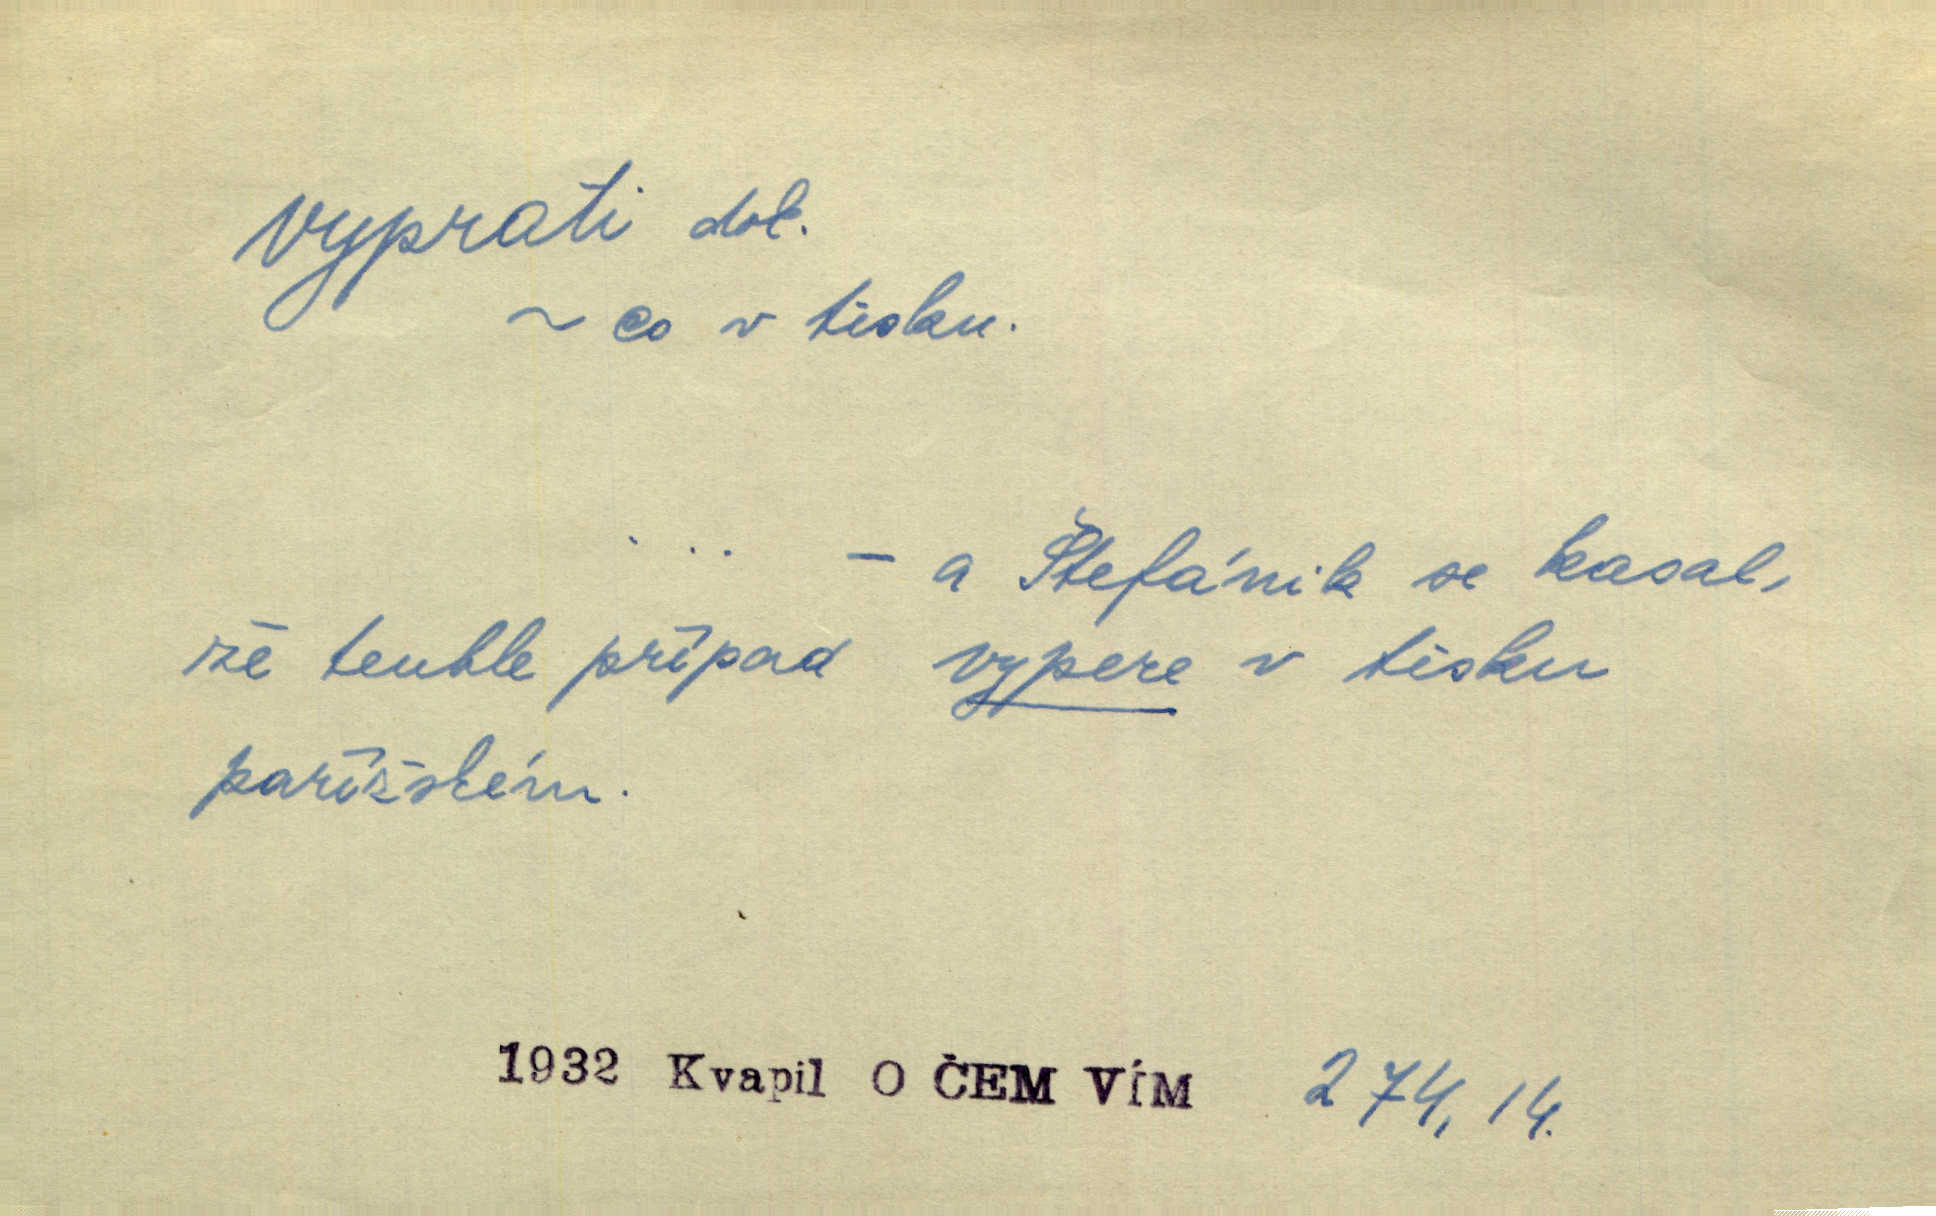 vyprati dok.
~ co v tisku.
... – a Štefánik se kasal,
že tenhle případ vypere v tisku
pařížském.
1932 Kvapil O ČEM VÍM 274, 14.